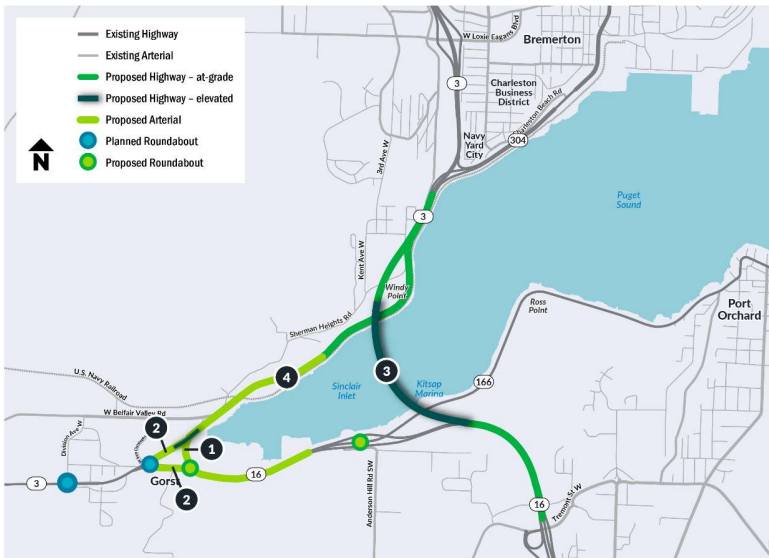 Existing Highway
Existing Arterial
Proposed Highway – at-grade
Proposed Highway – elevated
Proposed Arterial
Planned Roundabout
Proposed Roundabout
N
W Loxie Eagans Blvd
Bremerton
3
Charleston
Business
District
Charleston Beach Rd
Navy
Yard
City
304
3rd Ave W
3
Puget
Sound
Kent Ave W
Windy
Point
Ross
Point
Port
Orchard
Sherman Heights Rd
U.S. Navy Railroad
4
3
Sinclair
Inlet
Kitsap
Marina
166
W Belfair Valley Rd
Division Ave W
2
1
3
Gorst
2
16
Anderson Hill Rd SW
16
Tremont St W